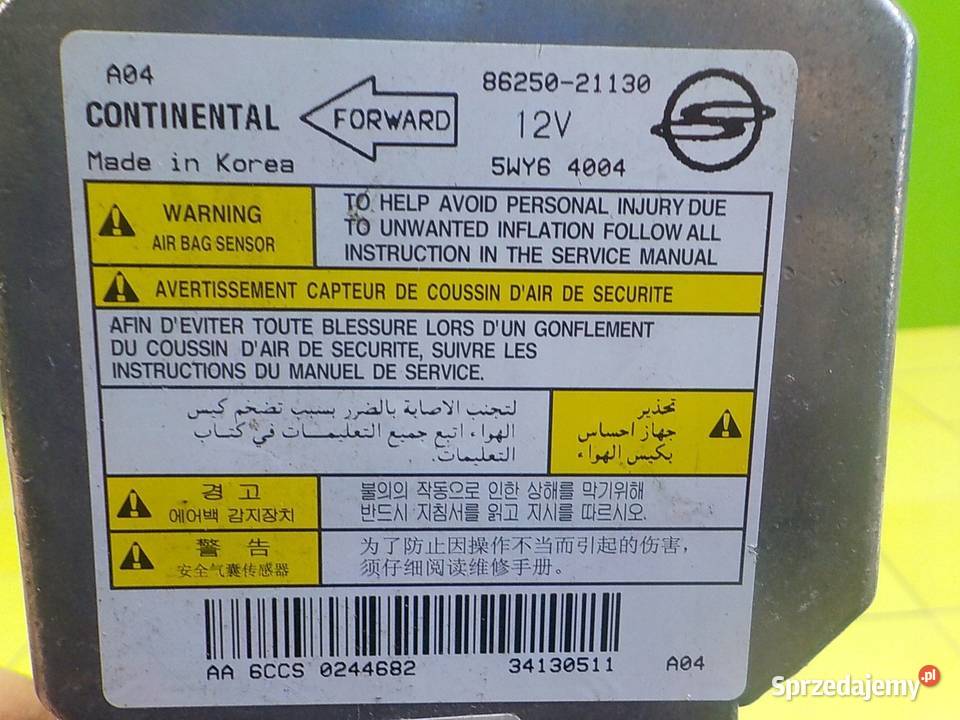 A04
CONTINENTAL
FORWARD
86250-21130
12V
Made in Korea
5WY6 4004
WARNING
AIR BAG SENSOR
TO HELP AVOID PERSONAL INJURY DUE
TO UNWANTED INFLATION FOLLOW ALL
INSTRUCTION IN THE SERVICE MANUAL
AVERTISSEMENT CAPTEUR DE COUSSIN D'AIR DE SECURITE
AFIN D'EVITER TOUTE BLESSURE LORS D'UN GONFLEMENT
DU COUSSIN D'AIR DE SECURITE, SUIVRE LES
INSTRUCTIONS DU MANUEL DE SERVICE.
تحذير
جهاز احساس
بكيس الهواء
لتجنب الاصابة بالضرر بسبب تضخم كيس
الهواء اتبع جميع التعليمات في كتاب
التعليمات.
경 고
에어백 감지장치
불의의 작동으로 인한 상해를 막기위해
반드시 지침서를 읽고 지시를 따르시오.
警 告
安全气囊传感器
为了防止因操作不当而引起的伤害，
须仔细阅读维修手册。
AA 6CCS 0244682
34130511
A04
Sprzedajemy.pl